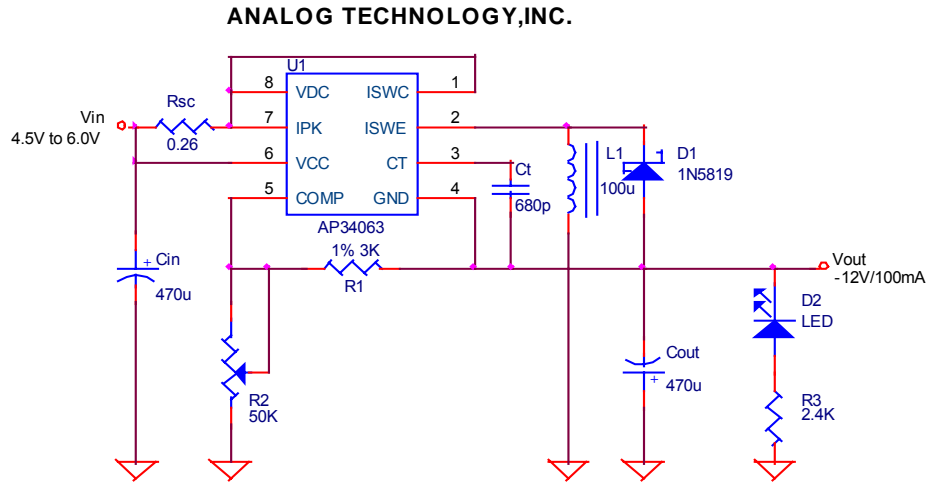 ANALOG TECHNOLOGY,INC.
U1
8 VDC ISWC 1
Rsc
Vin
4.5V to 6.0V
7 IPK ISWE 2
0.26
6 VCC CT 3
L1
D1
100u
1N5819
Ct
5 COMP GND 4
680p
AP34063
1% 3K
R1
+ Cin
470u
Vout
-12V/100mA
D2
LED
R2
50K
Cout
+ 470u
R3
2.4K